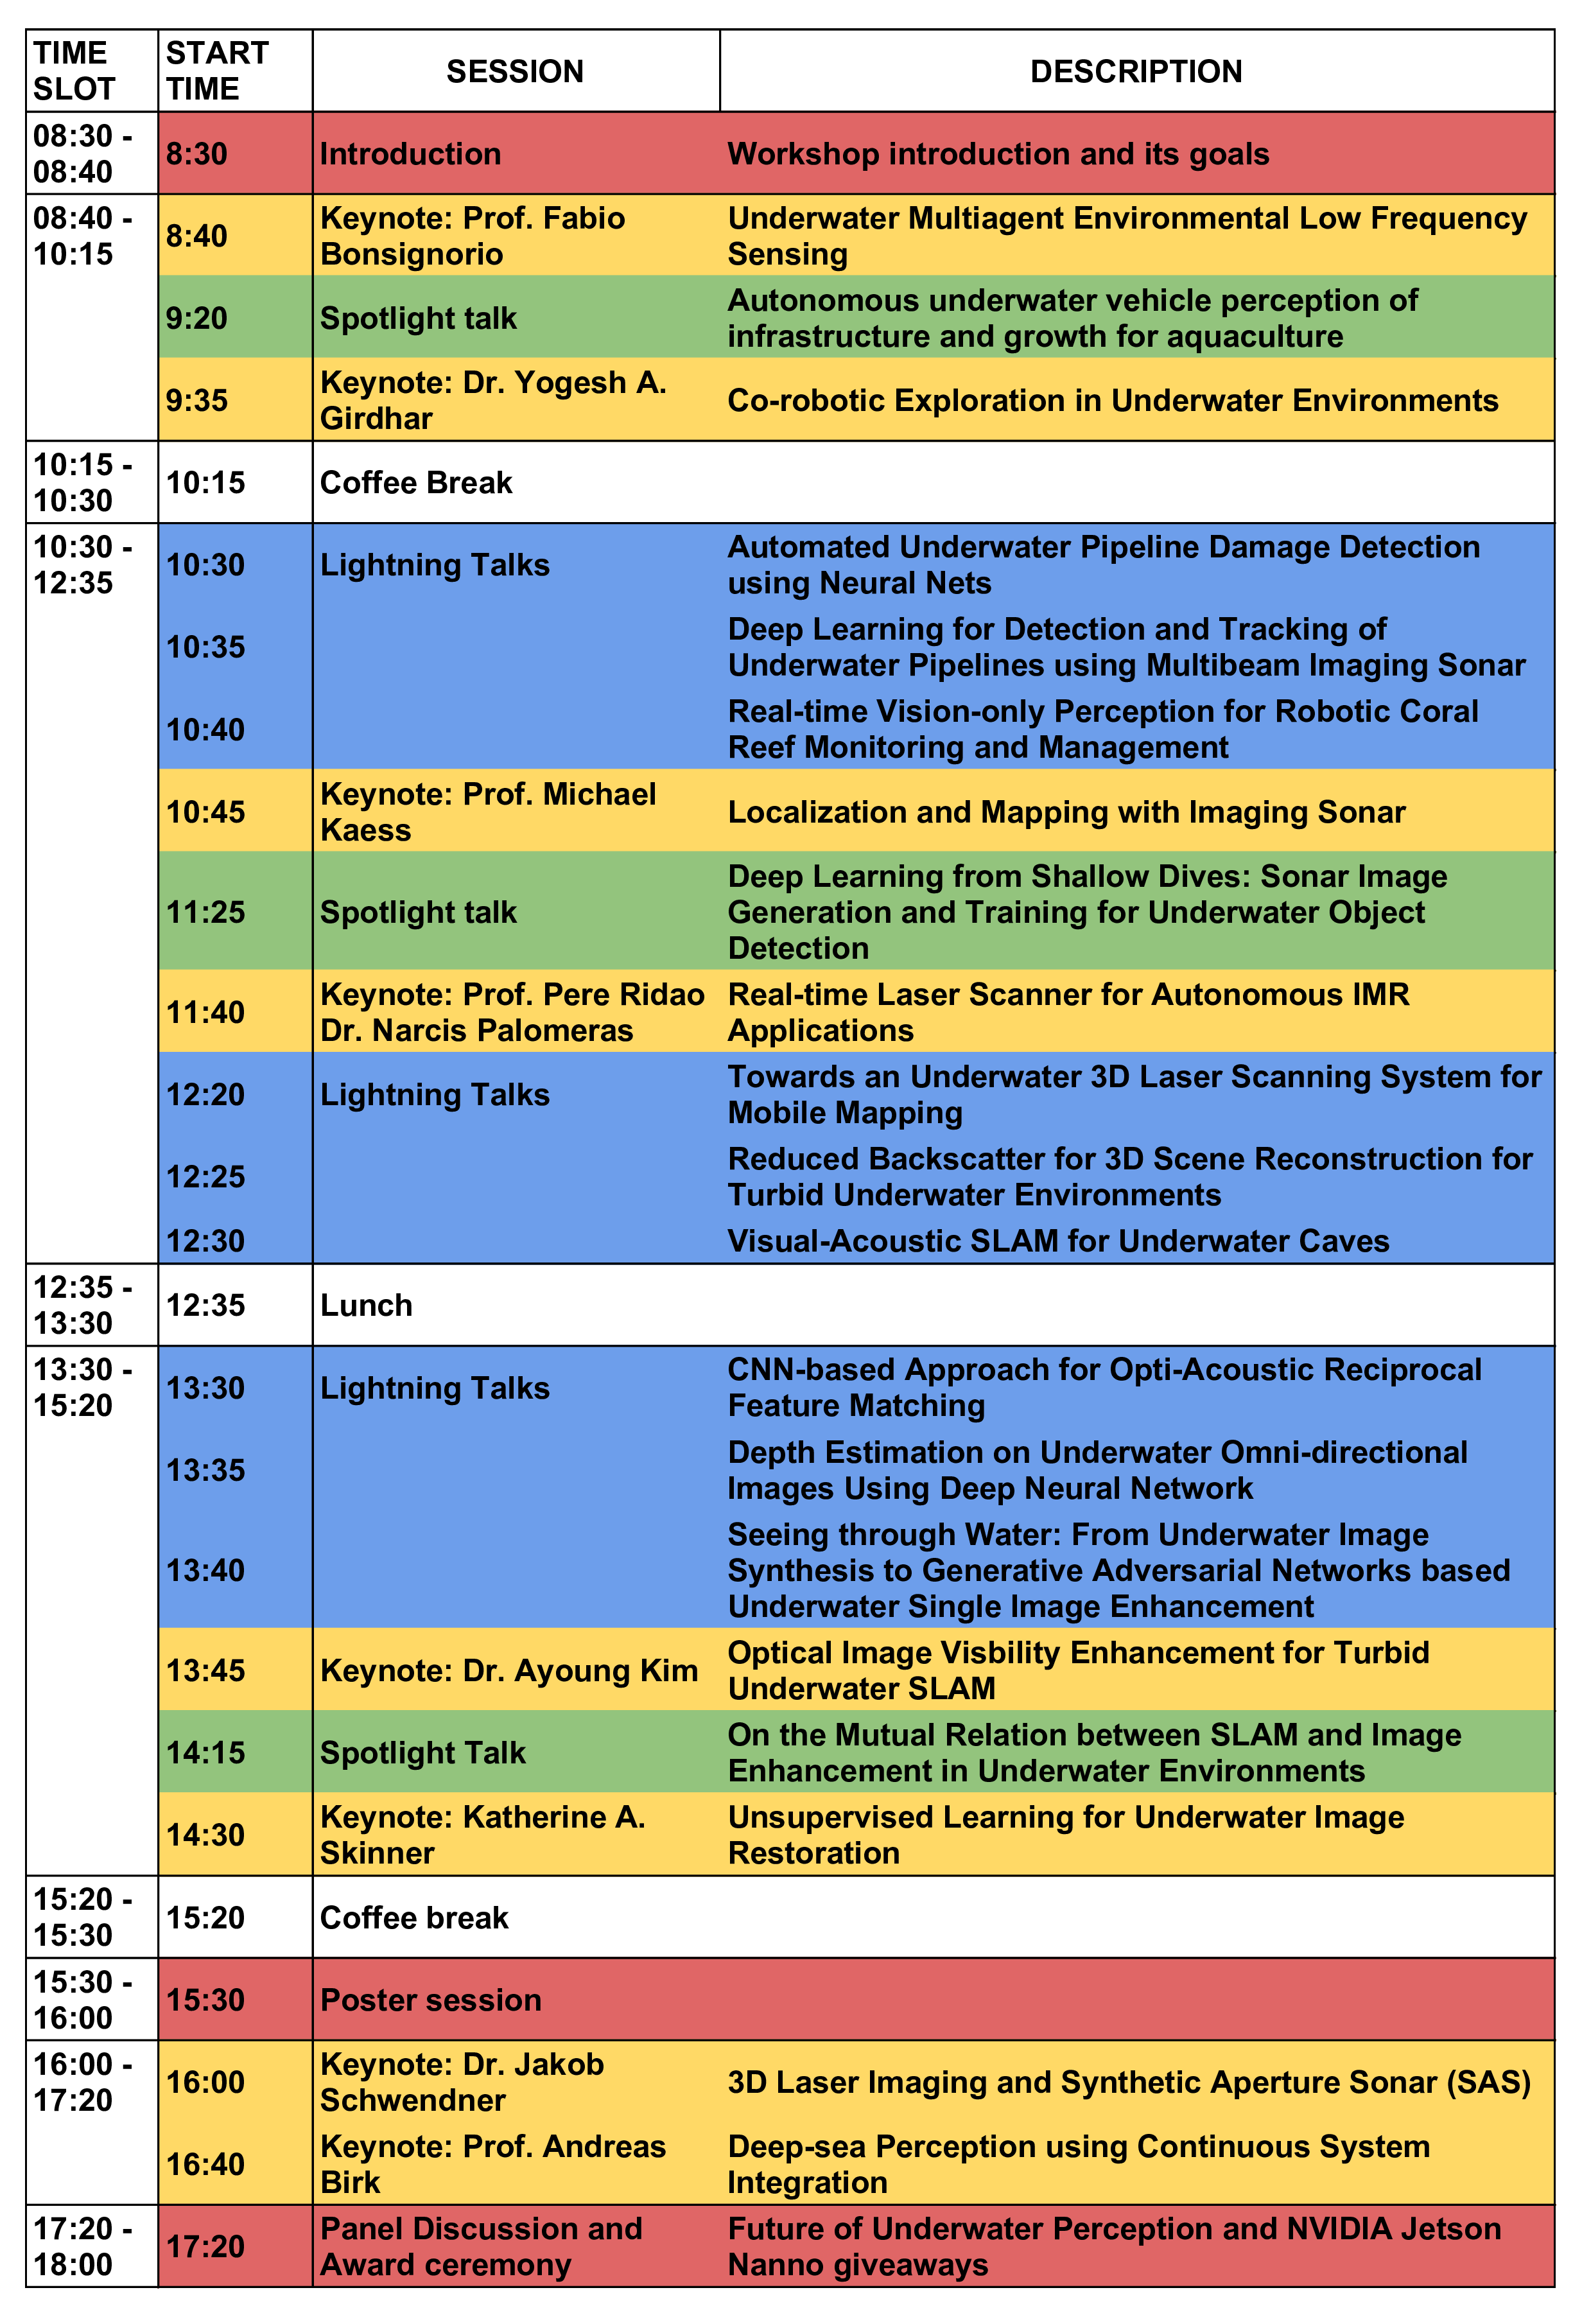 TIME SLOT START TIME SESSION DESCRIPTION
08:30 -
08:40
8:30
Introduction
Workshop introduction and its goals
08:40 -
10:15
8:40
Keynote: Prof. Fabio
Bonsignorio
Underwater Multiagent Environmental Low Frequency
Sensing
9:20
Spotlight talk
Autonomous underwater vehicle perception of
infrastructure and growth for aquaculture
9:35
Keynote: Dr. Yogesh A.
Girdhar
Co-robotic Exploration in Underwater Environments
10:15 -
10:30
10:15
Coffee Break
10:30 -
12:35
10:30
Lightning Talks
Automated Underwater Pipeline Damage Detection
using Neural Nets
10:35
Deep Learning for Detection and Tracking of
Underwater Pipelines using Multibeam Imaging Sonar
10:40
Real-time Vision-only Perception for Robotic Coral
Reef Monitoring and Management
10:45
Keynote: Prof. Michael
Kaess
Localization and Mapping with Imaging Sonar
11:25
Spotlight talk
Deep Learning from Shallow Dives: Sonar Image
Generation and Training for Underwater Object
Detection
11:40
Keynote: Prof. Pere Ridao
Dr. Narcis Palomeras
Real-time Laser Scanner for Autonomous IMR
Applications
12:20
Lightning Talks
Towards an Underwater 3D Laser Scanning System for
Mobile Mapping
12:25
Reduced Backscatter for 3D Scene Reconstruction for
Turbid Underwater Environments
12:30
Visual-Acoustic SLAM for Underwater Caves
12:35 -
13:30
12:35
Lunch
13:30 -
15:20
13:30
Lightning Talks
CNN-based Approach for Opti-Acoustic Reciprocal
Feature Matching
13:35
Depth Estimation on Underwater Omni-directional
Images Using Deep Neural Network
13:40
Seeing through Water: From Underwater Image
Synthesis to Generative Adversarial Networks based
Underwater Single Image Enhancement
13:45
Keynote: Dr. Ayoung Kim
Optical Image Visbility Enhancement for Turbid
Underwater SLAM
14:15
Spotlight Talk
On the Mutual Relation between SLAM and Image
Enhancement in Underwater Environments
14:30
Keynote: Katherine A.
Skinner
Unsupervised Learning for Underwater Image
Restoration
15:20 -
15:30
15:20
Coffee break
15:30 -
16:00
15:30
Poster session
16:00 -
17:20
16:00
Keynote: Dr. Jakob
Schwendner
3D Laser Imaging and Synthetic Aperture Sonar (SAS)
16:40
Keynote: Prof. Andreas
Birk
Deep-sea Perception using Continuous System
Integration
17:20 -
18:00
17:20
Panel Discussion and
Award ceremony
Future of Underwater Perception and NVIDIA Jetson
Nanno giveaways